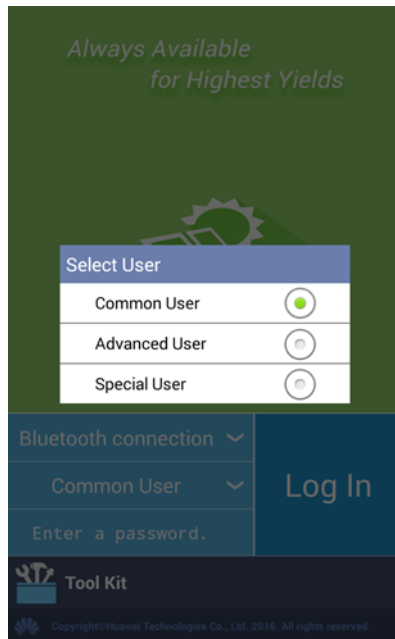 Always Available
for Highest Yields
Select User
Common User
Advanced User
Special User
Bluetooth connection
Common User
Log In
Enter a password.
Tool Kit
Copyright©Huawei Technologies Co., Ltd. 2016. All rights reserved.